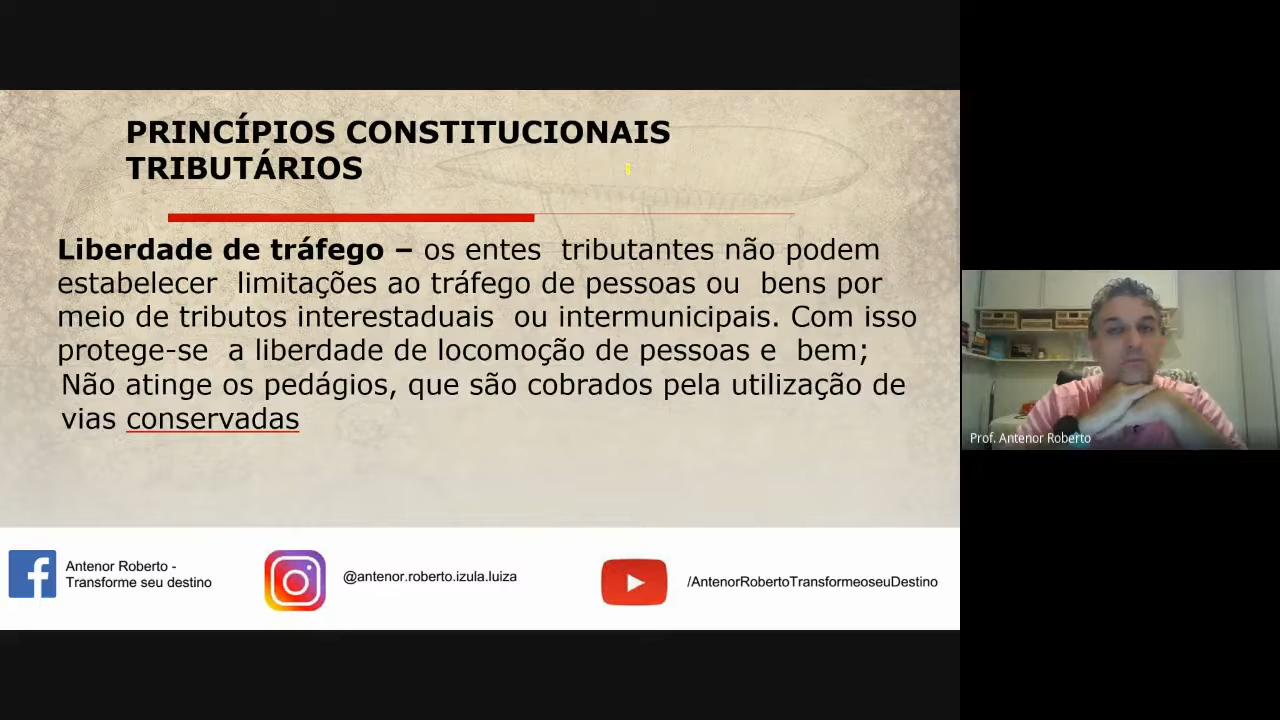 PRINCÍPIOS CONSTITUCIONAIS
TRIBUTÁRIOS
Liberdade de tráfego – os entes tributantes não podem
estabelecer limitações ao tráfego de pessoas ou bens por
meio de tributos interestaduais ou intermunicipais. Com isso
protege-se a liberdade de locomoção de pessoas e bem;
Não atinge os pedágios, que são cobrados pela utilização de
vias conservadas
Prof. Antenor Roberto
Antenor Roberto -
Transforme seu destino
@antenor.roberto.izula.luiza
/AntenorRobertoTransformeoseuDestino